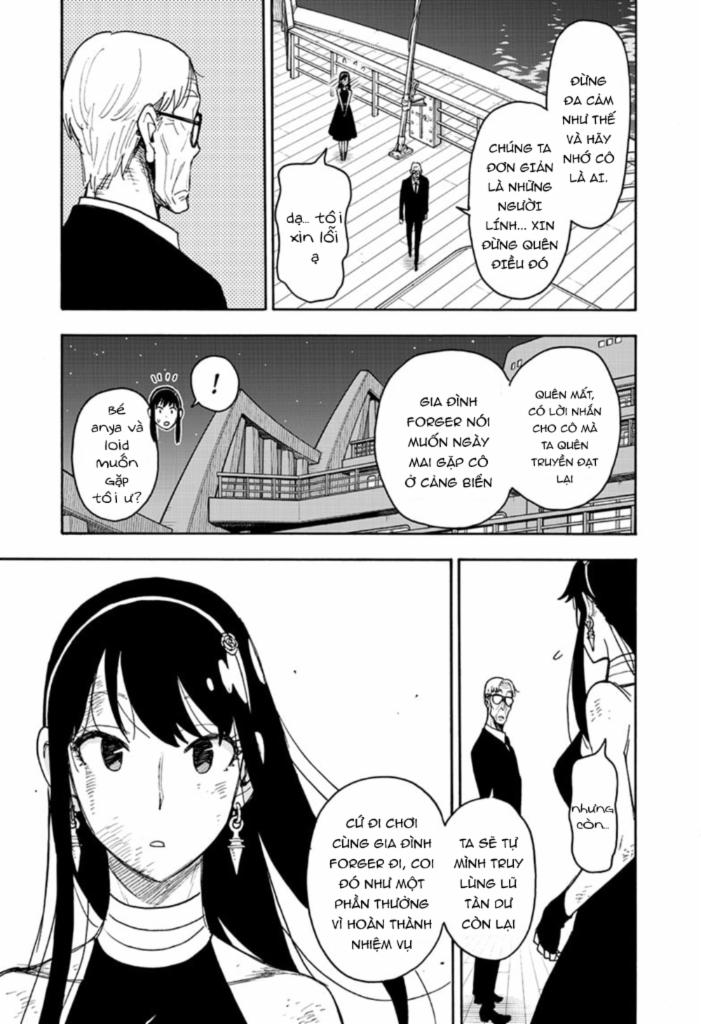 ĐỪNG
ĐA CẢM
NHƯ THẾ
VÀ HÃY
NHỚ CÔ
LÀ AI.
CHÚNG TA
ĐƠN GIẢN
LÀ NHỮNG
NGƯỜI
LÍNH... XIN
ĐỪNG QUÊN
ĐIỀU ĐÓ
dạ... tôi
xin lỗi
ạ
QUÊN MẤT,
CÓ LỜI NHẮN
CHO CÔ MÀ
TA QUÊN
TRUYỀN ĐẠT
LẠI
GIA ĐÌNH
FORGER NÓI
MUỐN NGÀY
MAI GẶP CÔ
Ở CẢNG BIỂN
!
Bé
anya và
loid
muốn
gặp
tôi ư?
nhưng
còn...
TA SẼ TỰ
MÌNH TRUY
LÙNG LŨ
TÀN DƯ
CÒN LẠI
CỨ ĐI CHƠI
CÙNG GIA ĐÌNH
FORGER ĐI, COI
ĐÓ NHƯ MỘT
PHẦN THƯỞNG
VÌ HOÀN THÀNH
NHIỆM VỤ